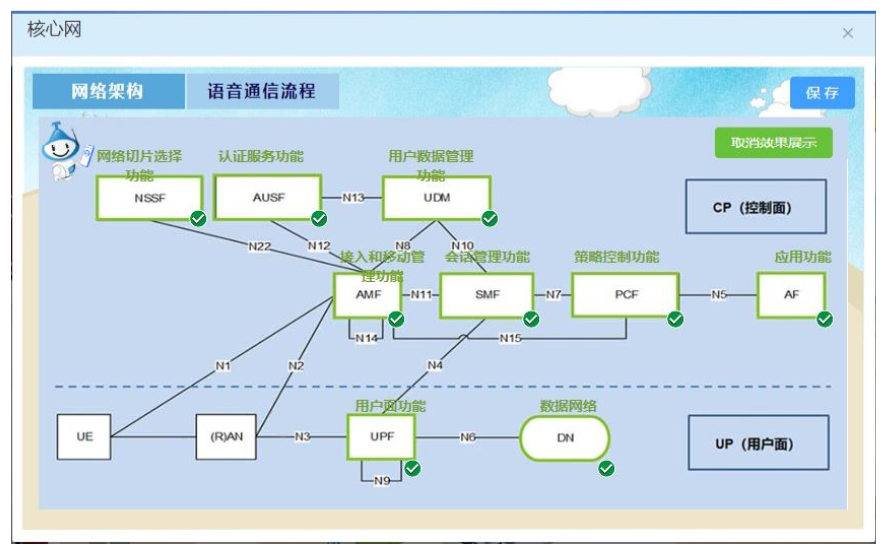 核心网
×
网络架构
语音通信流程
保存
取消效果展示
网络切片选择
功能
认证服务功能
用户数据管理
功能
NSSF
AUSF
N13
UDM
CP（控制面）
N22
N12
N8
N10
接入和移动管
理功能
会话管理功能
策略控制功能
应用功能
AMF
N11
SMF
N7
PCF
N5
AF
N14
N15
N1
N2
N4
用户面功能
数据网络
UE
(R)AN
N3
UPF
N6
DN
UP（用户面）
N9